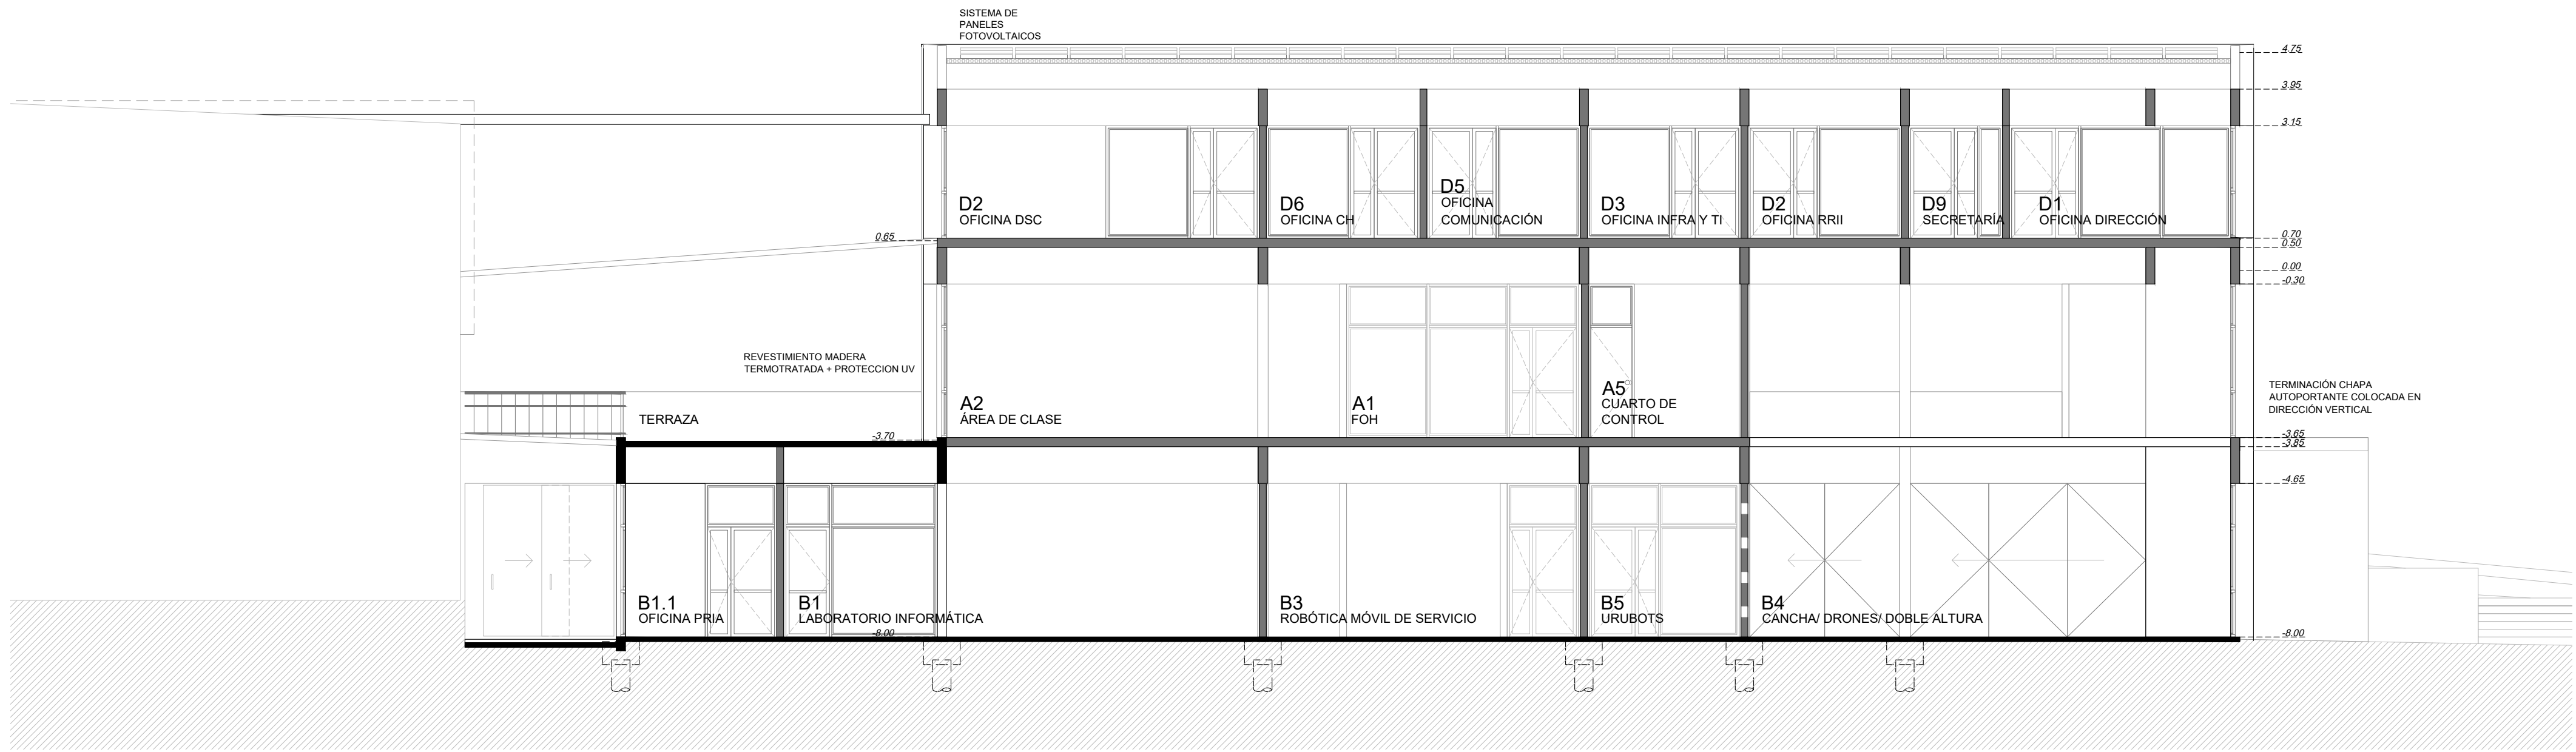 SISTEMA DE
PANELES
FOTOVOLTAICOS
4.75
3.95
3.15
D2
OFICINA DSC
D6
OFICINA CH
D5
OFICINA
COMUNICACIÓN
D3
OFICINA INFRA Y TI
D2
OFICINA RRII
D9
SECRETARÍA
D1
OFICINA DIRECCIÓN
0.65
0.70
0.50
0.00
-0.30
REVESTIMIENTO MADERA
TERMOTRATADA + PROTECCION UV
TERRAZA
A2
ÁREA DE CLASE
A1
FOH
A5
CUARTO DE
CONTROL
TERMINACIÓN CHAPA
AUTOPORTANTE COLOCADA EN
DIRECCIÓN VERTICAL
-3.70
-3.65
-3.85
-4.65
B1.1
OFICINA PRIA
B1
LABORATORIO INFORMÁTICA
B3
ROBÓTICA MÓVIL DE SERVICIO
B5
URUBOTS
B4
CANCHA/ DRONES/ DOBLE ALTURA
-8.00
-8.00